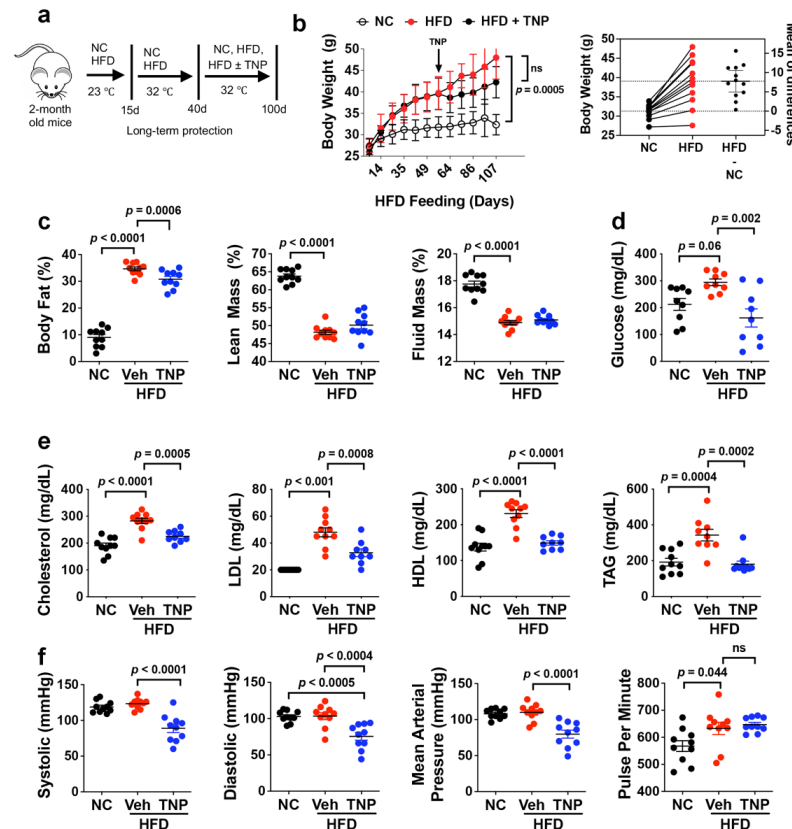 a
NC
HFD
23 °C
NC
HFD
32 °C
NC, HFD,
HFD ± TNP
32 °C
2-month
old mice
15d
40d
100d
Long-term protection
b
NC
HFD
HFD + TNP
Body Weight (g)
50
45
40
35
30
25
TNP
ns
p = 0.0005
14
35
49
64
86
107
HFD Feeding (Days)
Body Weight (g)
50
45
40
35
30
25
NC
HFD
HFD
-
NC
15
10
5
0
-5
Mean of differences
c
Body Fat (%)
40
30
20
10
0
p < 0.0001
p = 0.0006
NC
Veh
TNP
HFD
Lean Mass (%)
65
60
55
50
45
40
p < 0.0001
NC
Veh
TNP
HFD
Fluid Mass (%)
20
18
16
14
12
p < 0.0001
NC
Veh
TNP
HFD
d
Glucose (mg/dL)
400
300
200
100
0
p = 0.06
p = 0.002
NC
Veh
TNP
HFD
e
Cholesterol (mg/dL)
400
300
200
100
0
p < 0.0001
p = 0.0005
NC
Veh
TNP
HFD
LDL (mg/dL)
80
60
40
20
0
p < 0.001
p = 0.0008
NC
Veh
TNP
HFD
HDL (mg/dL)
300
200
100
0
p < 0.0001
p < 0.0001
NC
Veh
TNP
HFD
TAG (mg/dL)
600
400
200
0
p = 0.0004
p = 0.0002
NC
Veh
TNP
HFD
f
Systolic (mmHg)
150
100
50
0
p < 0.0001
NC
Veh
TNP
HFD
Diastolic (mmHg)
150
100
50
0
p < 0.0004
p < 0.0005
NC
Veh
TNP
HFD
Mean Arterial
Pressure (mmHg)
150
100
50
0
p < 0.0001
NC
Veh
TNP
HFD
Pulse Per Minute
800
700
600
500
400
p = 0.044
ns
NC
Veh
TNP
HFD